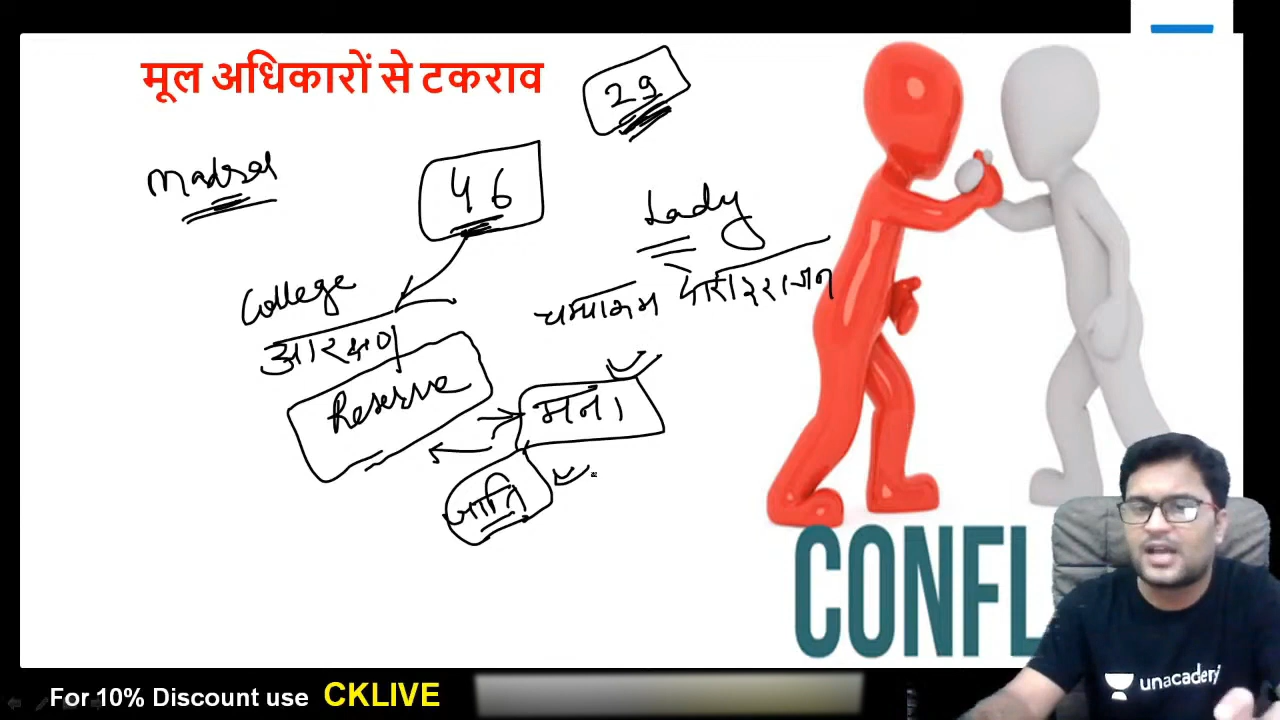 मूल अधिकारों से टकराव
29
Madras
46
Lady
College
चम्पाकम दोराइराजन
आरक्षण
Reserve
मना
जाति
CONFL
unacademy
For 10% Discount use CKLIVE